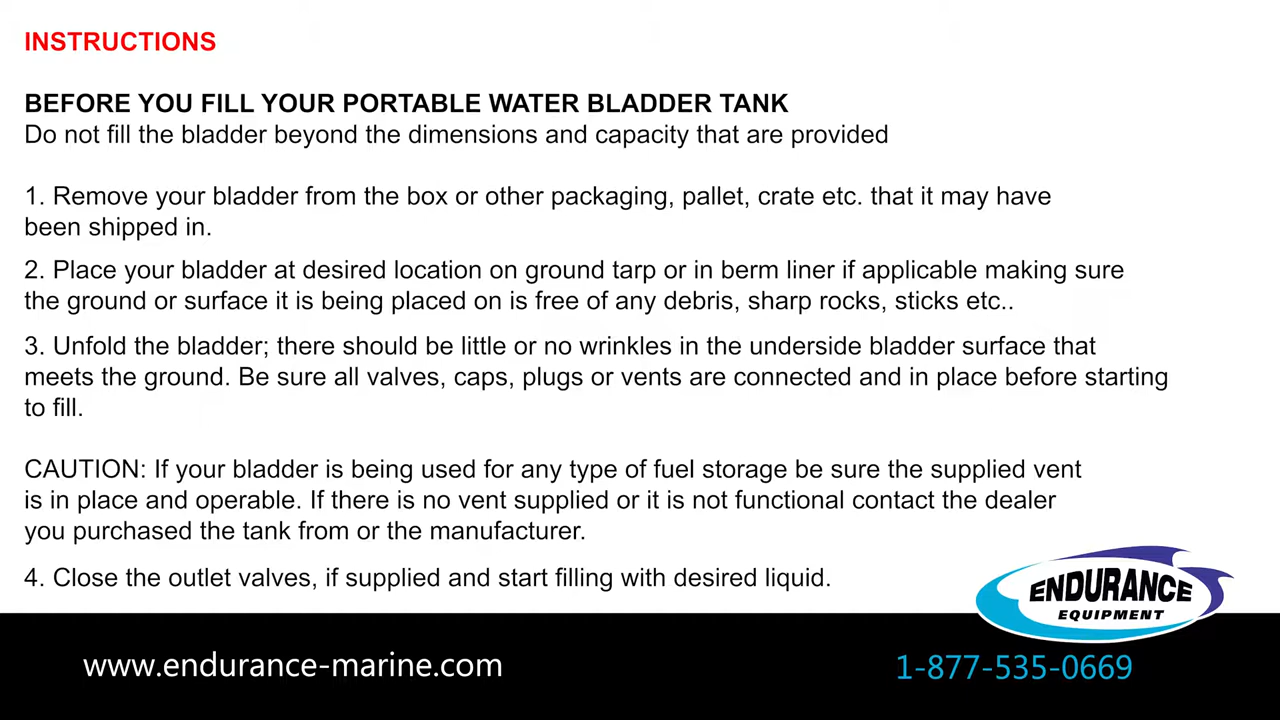 INSTRUCTIONS
BEFORE YOU FILL YOUR PORTABLE WATER BLADDER TANK
Do not fill the bladder beyond the dimensions and capacity that are provided
1. Remove your bladder from the box or other packaging, pallet, crate etc. that it may have
been shipped in.
2. Place your bladder at desired location on ground tarp or in berm liner if applicable making sure
the ground or surface it is being placed on is free of any debris, sharp rocks, sticks etc..
3. Unfold the bladder; there should be little or no wrinkles in the underside bladder surface that
meets the ground. Be sure all valves, caps, plugs or vents are connected and in place before starting
to fill.
CAUTION: If your bladder is being used for any type of fuel storage be sure the supplied vent
is in place and operable. If there is no vent supplied or it is not functional contact the dealer
you purchased the tank from or the manufacturer.
4. Close the outlet valves, if supplied and start filling with desired liquid.
ENDURANCE
EQUIPMENT
www.endurance-marine.com
1-877-535-0669